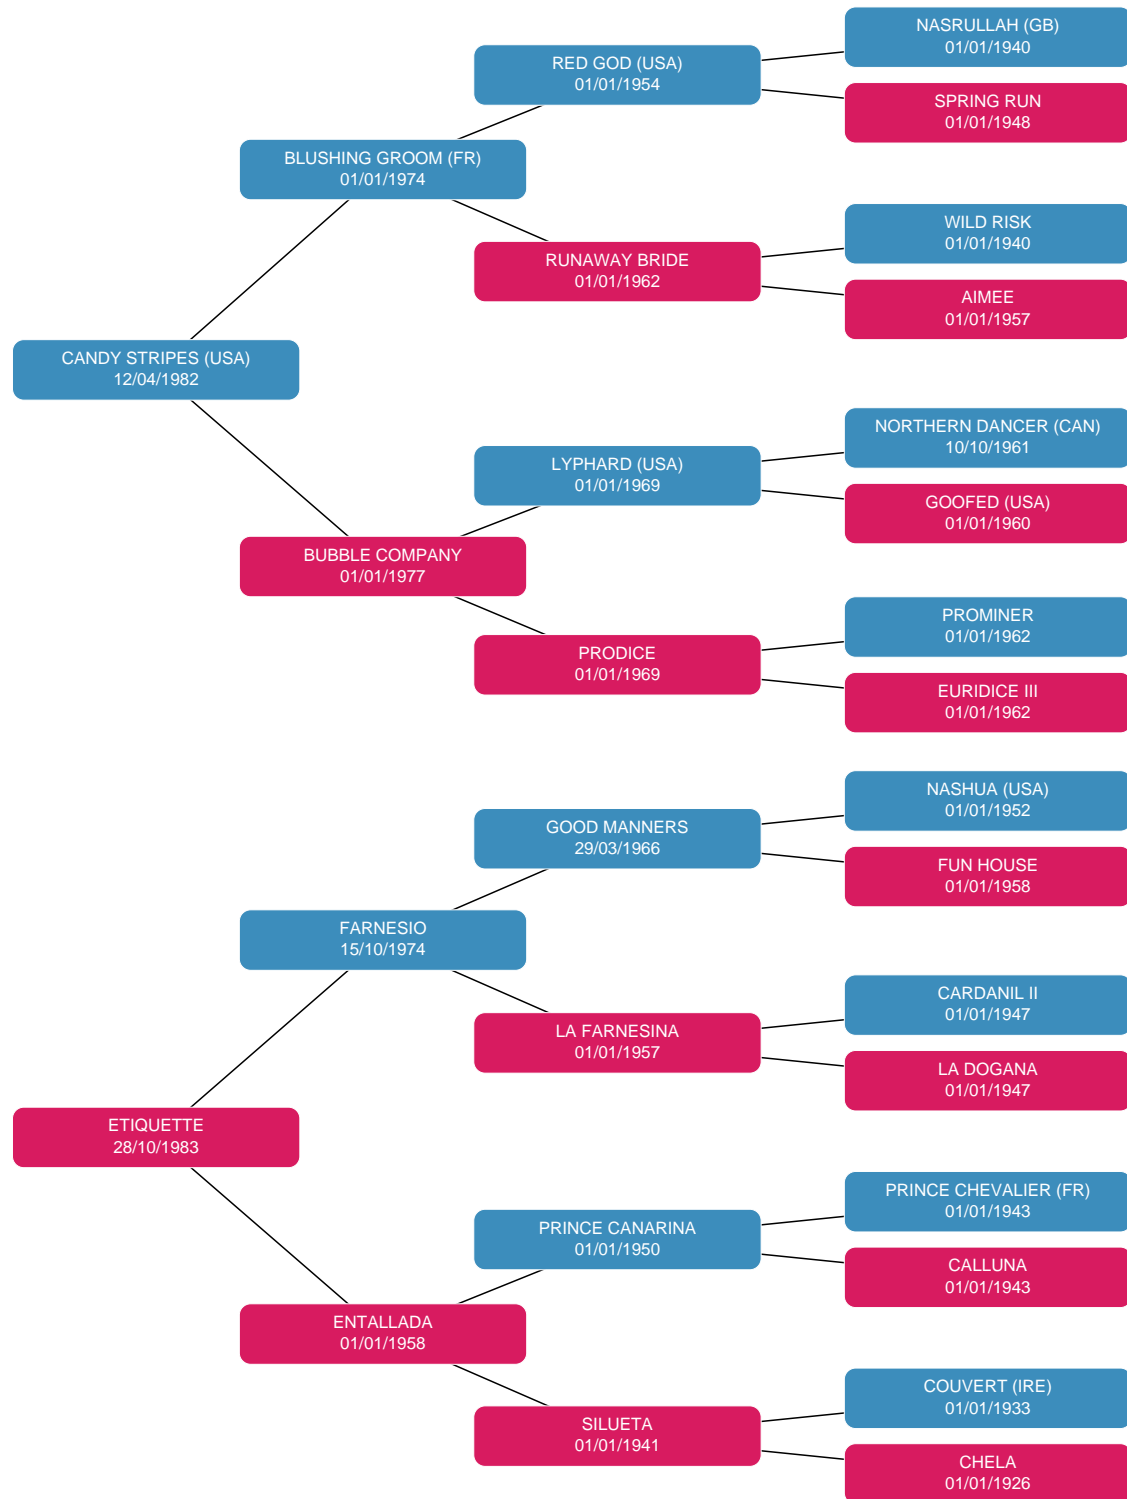 NASRULLAH (GB)
01/01/1940
RED GOD (USA)
01/01/1954
SPRING RUN
01/01/1948
BLUSHING GROOM (FR)
01/01/1974
WILD RISK
01/01/1940
RUNAWAY BRIDE
01/01/1962
AIMEE
01/01/1957
CANDY STRIPES (USA)
12/04/1982
NORTHERN DANCER (CAN)
10/10/1961
LYPHARD (USA)
01/01/1969
GOOFED (USA)
01/01/1960
BUBBLE COMPANY
01/01/1977
PROMINER
01/01/1962
PRODICE
01/01/1969
EURIDICE III
01/01/1962
NASHUA (USA)
01/01/1952
GOOD MANNERS
29/03/1966
FUN HOUSE
01/01/1958
FARNESIO
15/10/1974
CARDANIL II
01/01/1947
LA FARNESINA
01/01/1957
LA DOGANA
01/01/1947
ETIQUETTE
28/10/1983
PRINCE CHEVALIER (FR)
01/01/1943
PRINCE CANARINA
01/01/1950
CALLUNA
01/01/1943
ENTALLADA
01/01/1958
COUVERT (IRE)
01/01/1933
SILUETA
01/01/1941
CHELA
01/01/1926